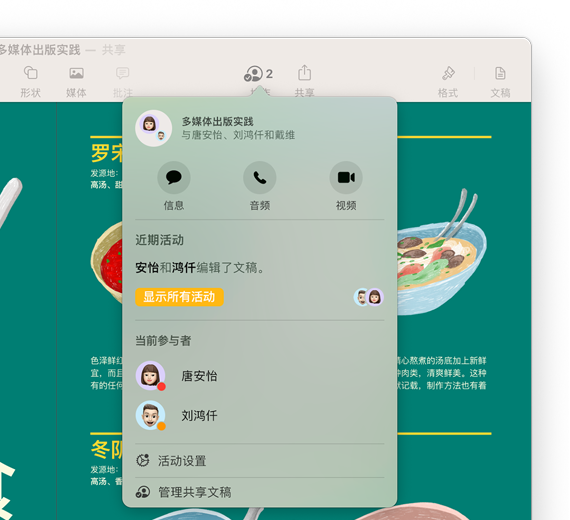 多媒体出版实践 — 共享
2
形状
媒体
批注
共享
格式
文稿
多媒体出版实践
与唐安怡、刘鸿仟和戴维
信息
音频
视频
近期活动
安怡和鸿仟编辑了文稿。
显示所有活动
当前参与者
唐安怡
刘鸿仟
活动设置
管理共享文稿
罗宋
发源地：
高汤、甜
色泽鲜红
宜，而且
有的任何
精心熬煮的汤底加上新鲜
肉类，清爽鲜美。这种
记载，制作方法也有着
冬阴
发源地：
高汤、香